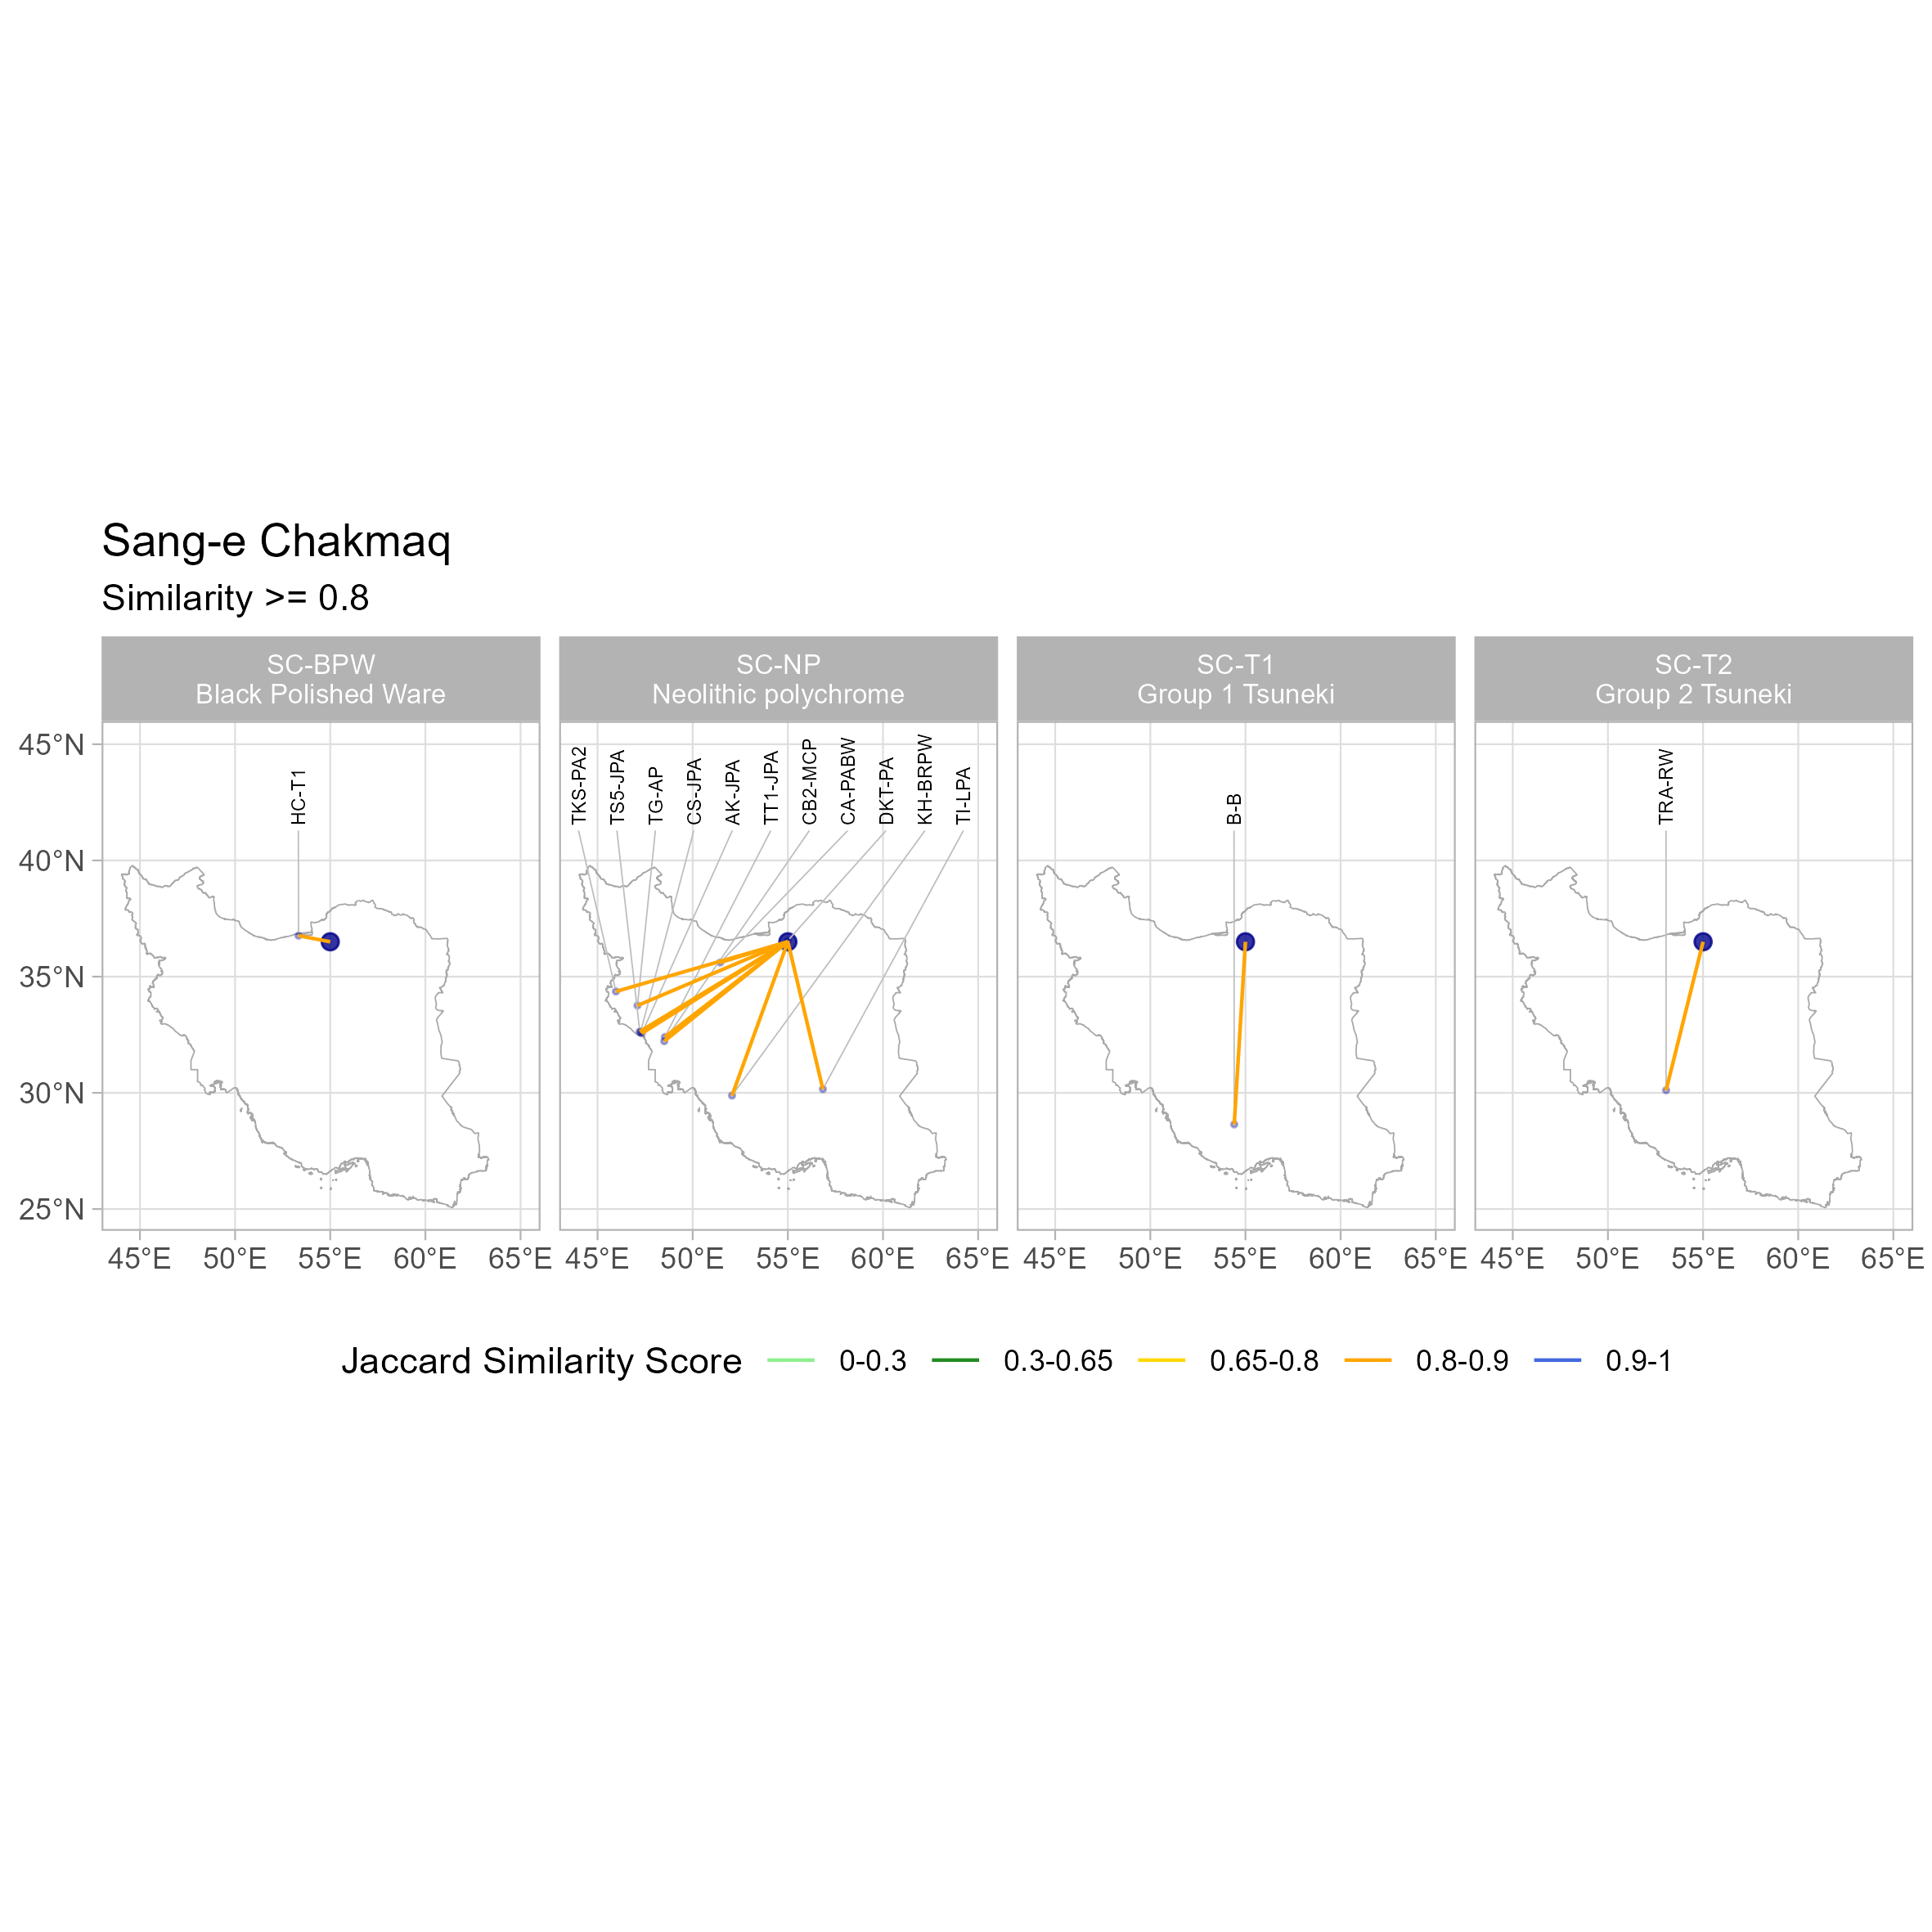 Sang-e Chakmaq
Similarity >= 0.8
SC-BPW
Black Polished Ware
SC-NP
Neolithic polychrome
SC-T1
Group 1 Tsuneki
SC-T2
Group 2 Tsuneki
HC-T1
TKS-PA2
TS5-JPA
TG-AP
CS-JPA
AK-JPA
TT1-JPA
CB2-MCP
CA-PABW
DKT-PA
KH-BRPW
TI-LPA
B-B
TRA-RW
45°N
40°N
35°N
30°N
25°N
45°E 50°E 55°E 60°E 65°E 45°E 50°E 55°E 60°E 65°E 45°E 50°E 55°E 60°E 65°E 45°E 50°E 55°E 60°E 65°E
Jaccard Similarity Score 0-0.3 0.3-0.65 0.65-0.8 0.8-0.9 0.9-1